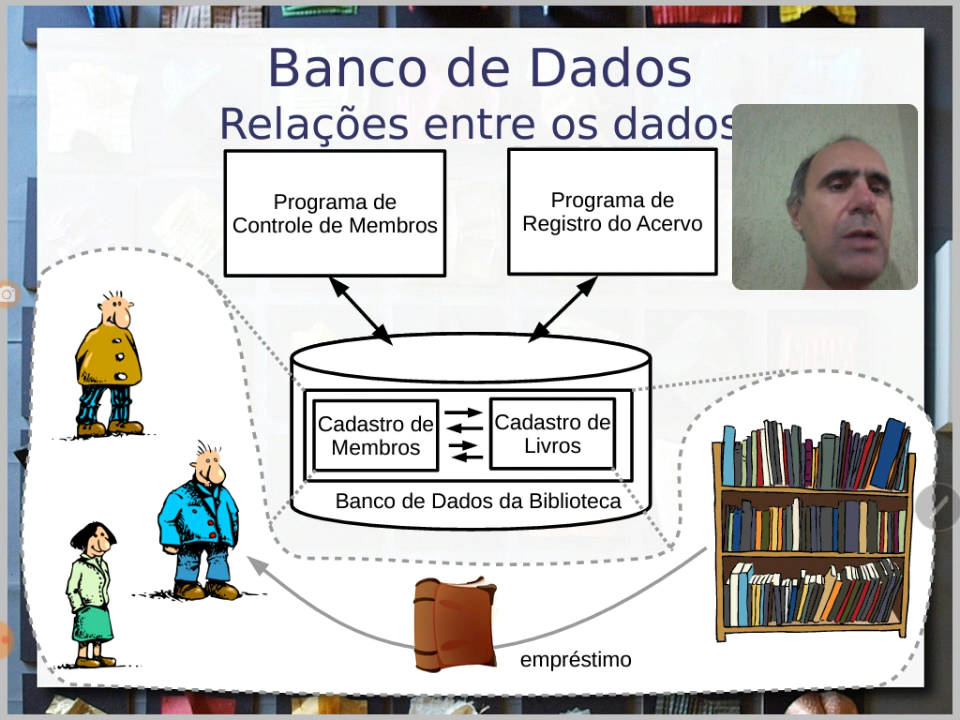 Banco de Dados
Relações entre os dados
Programa de
Controle de Membros
Programa de
Registro do Acervo
Cadastro de
Membros
Cadastro de
Livros
Banco de Dados da Biblioteca
empréstimo